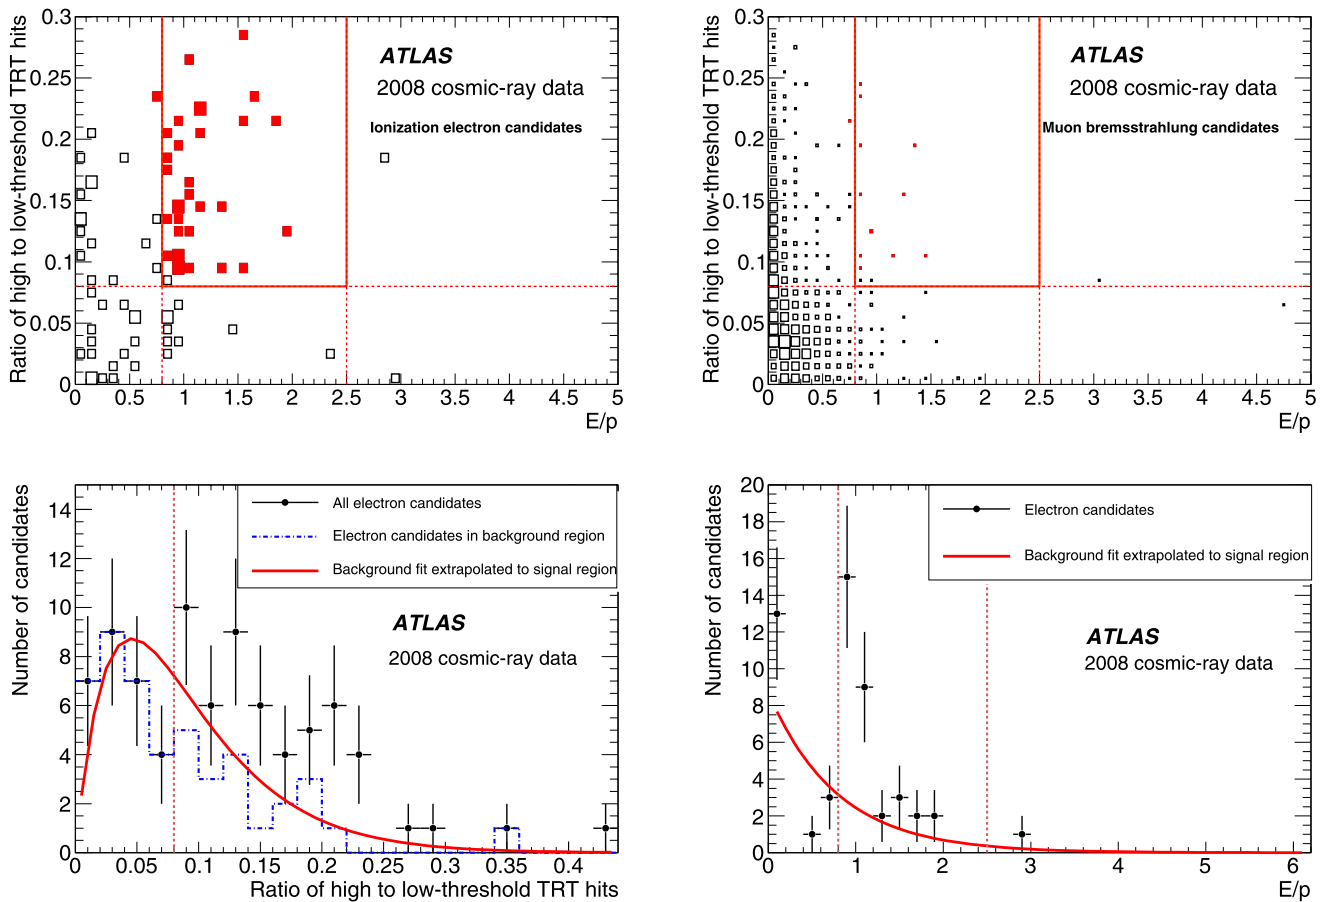 Ratio of high to low-threshold TRT hits
0.3
0.25
0.2
0.15
0.1
0.05
0
ATLAS
2008 cosmic-ray data
Ionization electron candidates
0 0.5 1 1.5 2 2.5 3 3.5 4 4.5 5
E/p
Ratio of high to low-threshold TRT hits
0.3
0.25
0.2
0.15
0.1
0.05
0
ATLAS
2008 cosmic-ray data
Muon bremsstrahlung candidates
0 0.5 1 1.5 2 2.5 3 3.5 4 4.5 5
E/p
Number of candidates
14
12
10
8
6
4
2
0
All electron candidates
Electron candidates in background region
Background fit extrapolated to signal region
ATLAS
2008 cosmic-ray data
0 0.05 0.1 0.15 0.2 0.25 0.3 0.35 0.4
Ratio of high to low-threshold TRT hits
Number of candidates
20
18
16
14
12
10
8
6
4
2
0
Electron candidates
Background fit extrapolated to signal region
ATLAS
2008 cosmic-ray data
0 1 2 3 4 5 6
E/p